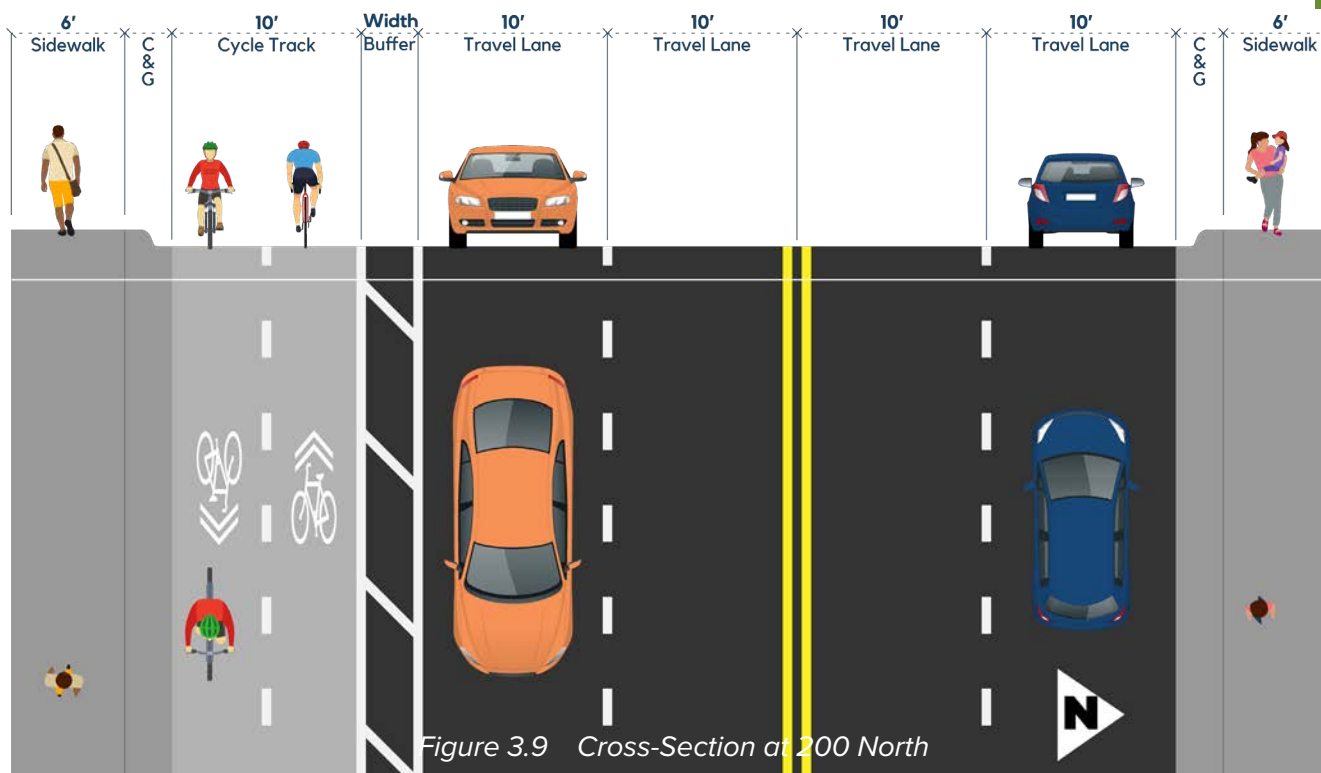 6' 10' Width 10' 10' 10' 10' 6'
Sidewalk C&G Cycle Track Buffer Travel Lane Travel Lane Travel Lane Travel Lane C&G Sidewalk
N
Figure 3.9 Cross-Section at 200 North